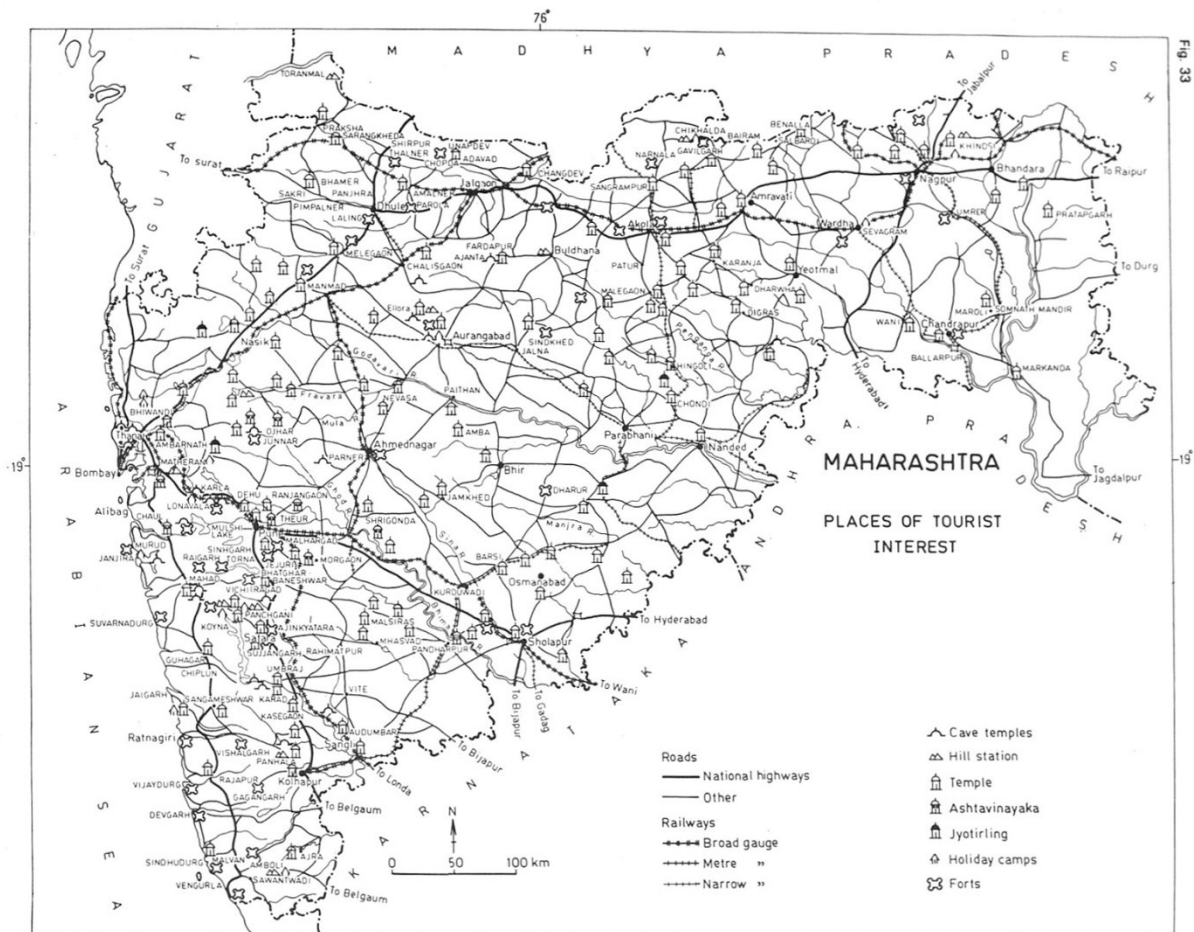 Fig. 33
76°
MADHYA PRADESH
GUJARAT
TORANMAL
To Jabalpur
PRAKSHA
SARANGKHEDA
SHIRPUR
THALNER
UNAPDEV
CHOPDA
ADAVAD
CHANGDEV
To surat
BHAMER
SAKRI
PANJHRA
AMALNER
Jalgaon
PIMPALNER
Dhule
PAROLA
LALING
CHIKHALDA
BAIRAM
BENALLA
SALBARDI
NARNALA
GAVILGARH
SANGRAMPUR
KHINDSI
Bhandara
Nagpur
To Raipur
Amravati
Akola
Wardha
SEVAGRAM
UMRER
PRATAPGARH
To Surat
MELEGAON
CHALISGAON
FARDAPUR
AJANTA
Buldhana
PATUR
KARANJA
Yeotmal
To Durg
MANMAD
Ellora
Aurangabad
MALEGAON
DHARWHA
DIGRAS
MAROLI
SOMNATH MANDIR
WANI
Chandrapur
BALLARPUR
MARKANDA
Nasik
SINDKHED
JALNA
Painganga R.
To Hyderabad
Godavari R.
HINGOLI
Pravara R.
NEVASA
PAITHAN
CHONDI
BHIWANDI
Mula R.
OJHAR
JUNNAR
AMBA
Parabhani
Nanded
Thana
AMBARNATH
MATHERAN
Ahmednagar
PARNER
Bhir
19°
Bombay
MAHARASHTRA
19°
To Jagdalpur
ANDHRA PRADESH
KARLA
LONAVALA
DEHU
RANJANGAON
Ghod R.
JAMKHED
DHARUR
Alibag
CHAUL
MULSHI LAKE
THEUR
PUNE
SHRIGONDA
Manjra R.
PLACES OF TOURIST
INTEREST
MURUD
JANJIRA
SINHGARH
MALHARGAD
RAIGARH
TORNA
JEJURI
MORGAON
Sina R.
BARSI
Osmanabad
MAHAD
BHATGHAR
BANESHWAR
VICHITRAGAD
KURDUWADI
Bhima R.
SUVARNADURG
PANCHGANI
KOYNA
AJINKYATARA
MALSIRAS
To Hyderabad
Satara
MHASVAD
PANDHARPUR
Sholapur
GUHAGAR
SUJJANGARH
RAHIMATPUR
CHIPLUN
UMBRAJ
To Wani
JAIGARH
SANGAMESHWAR
KARAD
VITE
To Bijapur
To Gadag
KASEGAON
Ratnagiri
VISHALGARH
AUDUMBAR
Sangli
To Bijapur
PANHALA
Kolhapur
To Londa
VIJAYDURG
RAJAPUR
GAGANGARH
To Belgaum
DEVGARH
SINDHUDURG
MALVAN
AMBOLI
AJRA
SAWANTWADI
VENGURLA
To Belgaum
ARABIAN SEA
KARNATAKA
N
0 50 100 km
Roads
National highways
Other
Railways
Broad gauge
Metre "
Narrow "
Cave temples
Hill station
Temple
Ashtavinayaka
Jyotirling
Holiday camps
Forts